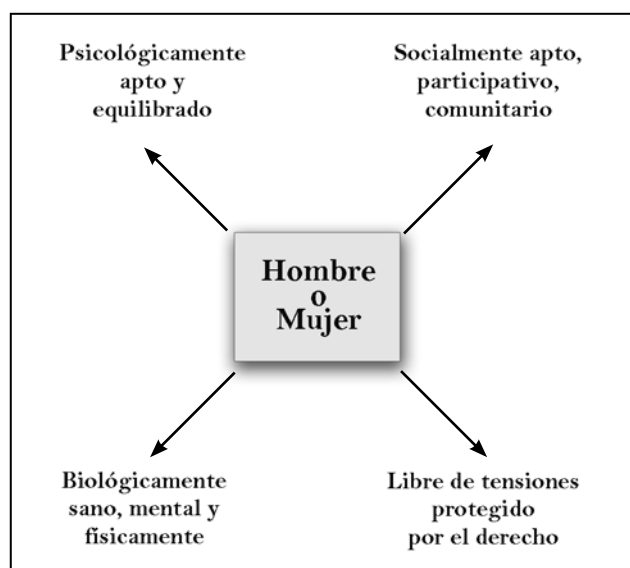 Psicológicamente
apto y
equilibrado
Socialmente apto,
participativo,
comunitario
Hombre
o
Mujer
Biológicamente
sano, mental y
físicamente
Libre de tensiones
protegido
por el derecho